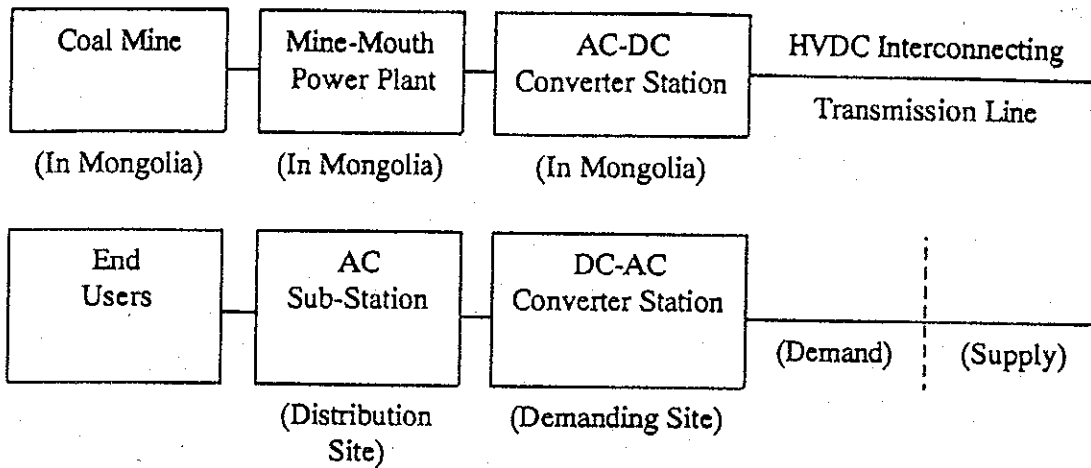 Coal Mine
Mine-Mouth
Power Plant
AC-DC
Converter Station
HVDC Interconnecting
Transmission Line
(In Mongolia)
(In Mongolia)
(In Mongolia)
End
Users
AC
Sub-Station
DC-AC
Converter Station
(Demand)
(Supply)
(Distribution
Site)
(Demanding Site)